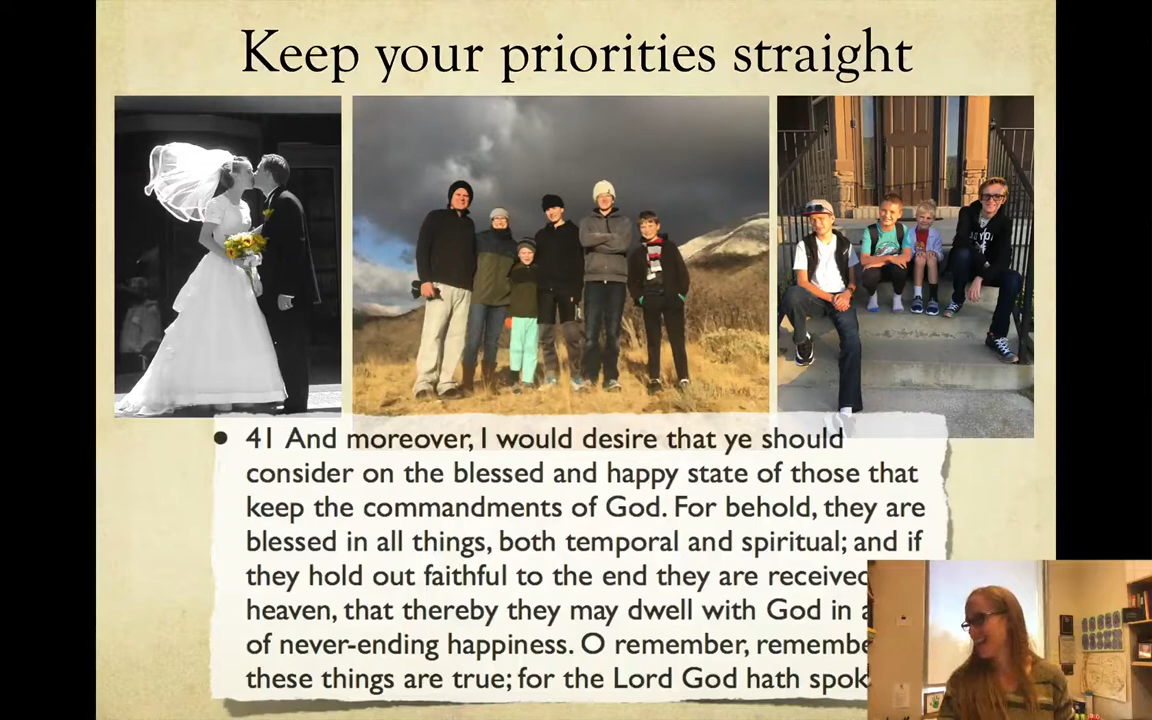 Keep your priorities straight
• 41 And moreover, I would desire that ye should
consider on the blessed and happy state of those that
keep the commandments of God. For behold, they are
blessed in all things, both temporal and spiritual; and if
they hold out faithful to the end they are received
heaven, that thereby they may dwell with God in a
of never-ending happiness. O remember, remembe
these things are true; for the Lord God hath spok